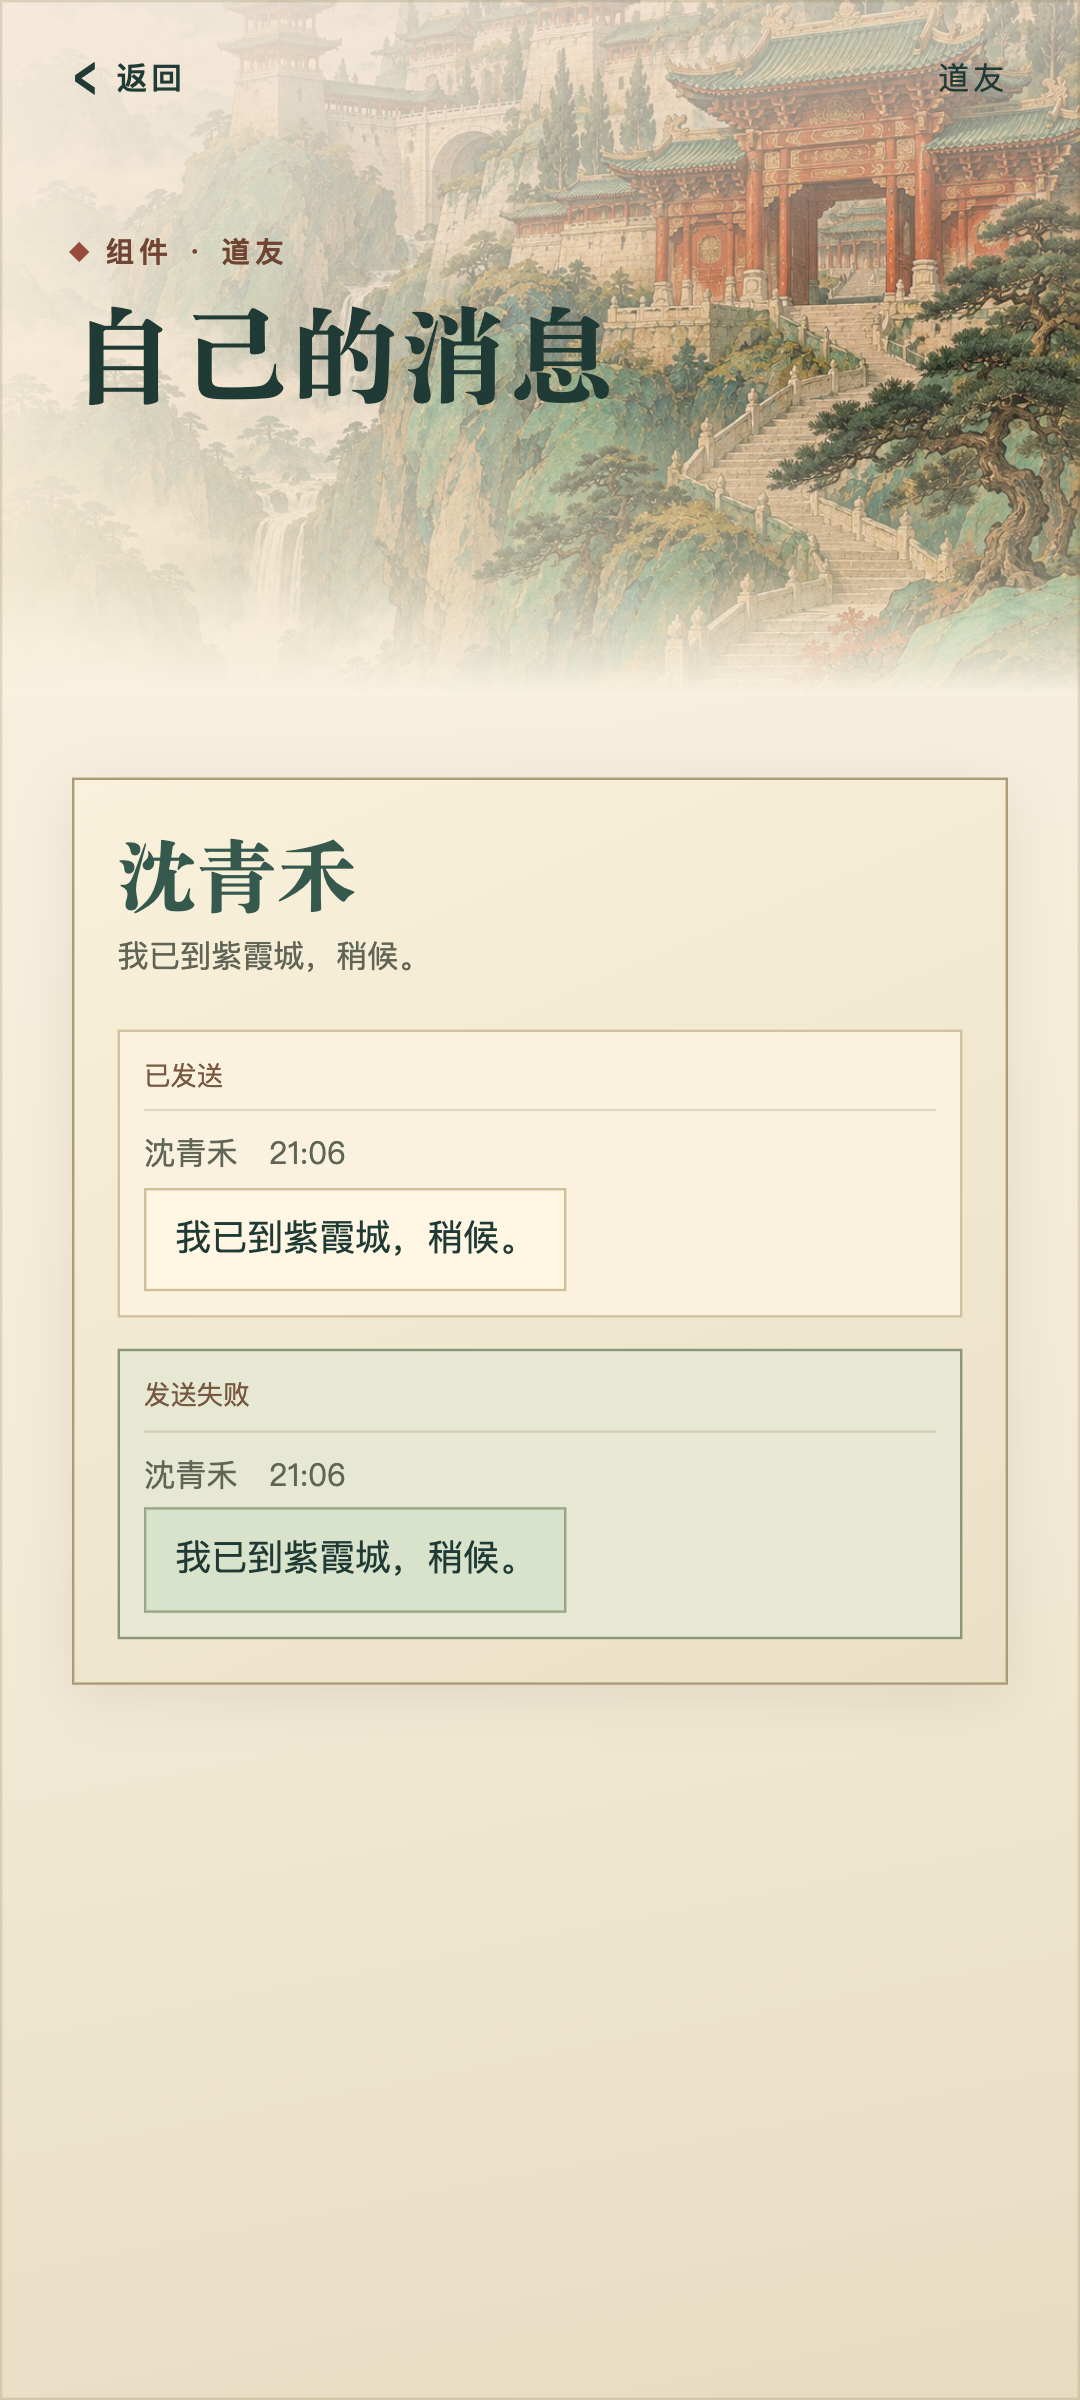 返回
道友
组件 · 道友
自己的消息
沈青禾
我已到紫霞城，稍候。
已发送
沈青禾 21:06
我已到紫霞城，稍候。
发送失败
沈青禾 21:06
我已到紫霞城，稍候。